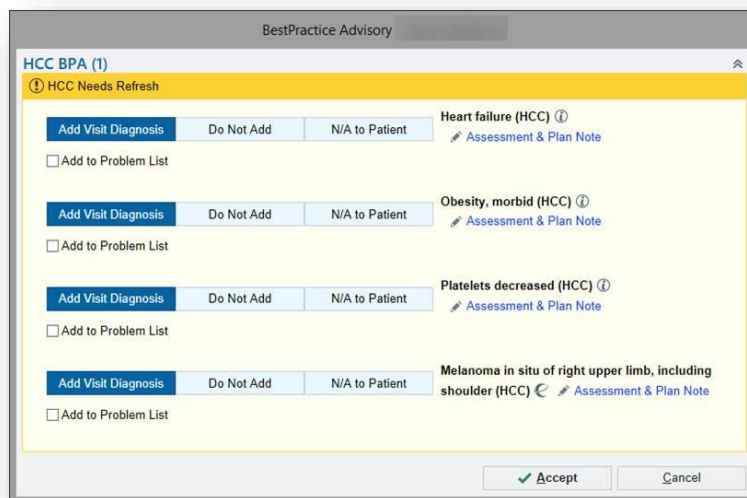 BestPractice Advisory
HCC BPA (1)
HCC Needs Refresh
Add Visit Diagnosis Do Not Add N/A to Patient Heart failure (HCC)
Assessment & Plan Note
Add to Problem List
Add Visit Diagnosis Do Not Add N/A to Patient Obesity, morbid (HCC)
Assessment & Plan Note
Add to Problem List
Add Visit Diagnosis Do Not Add N/A to Patient Platelets decreased (HCC)
Assessment & Plan Note
Add to Problem List
Add Visit Diagnosis Do Not Add N/A to Patient Melanoma in situ of right upper limb, including
shoulder (HCC) Assessment & Plan Note
Add to Problem List
Accept Cancel